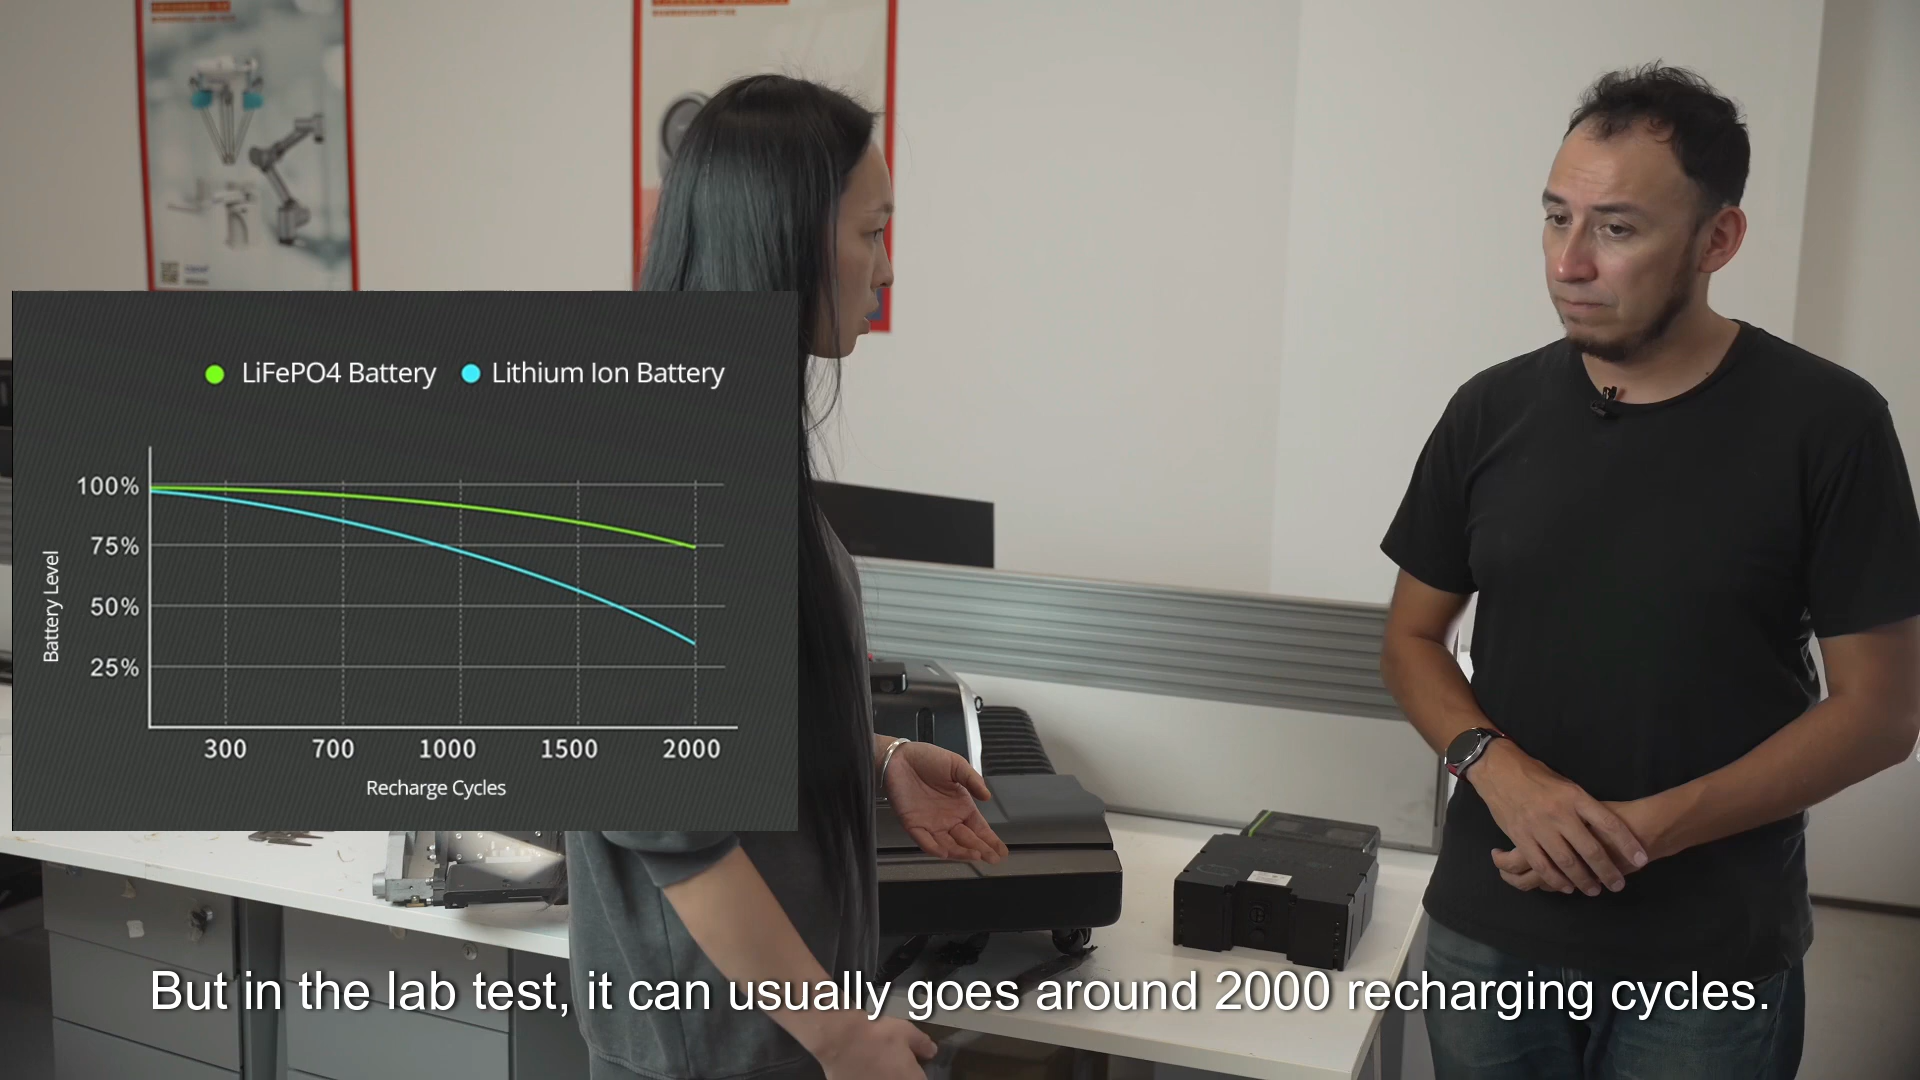 LiFePO4 Battery
Lithium Ion Battery
100%
75%
50%
25%
Battery Level
300
700
1000
1500
2000
Recharge Cycles
But in the lab test, it can usually goes around 2000 recharging cycles.